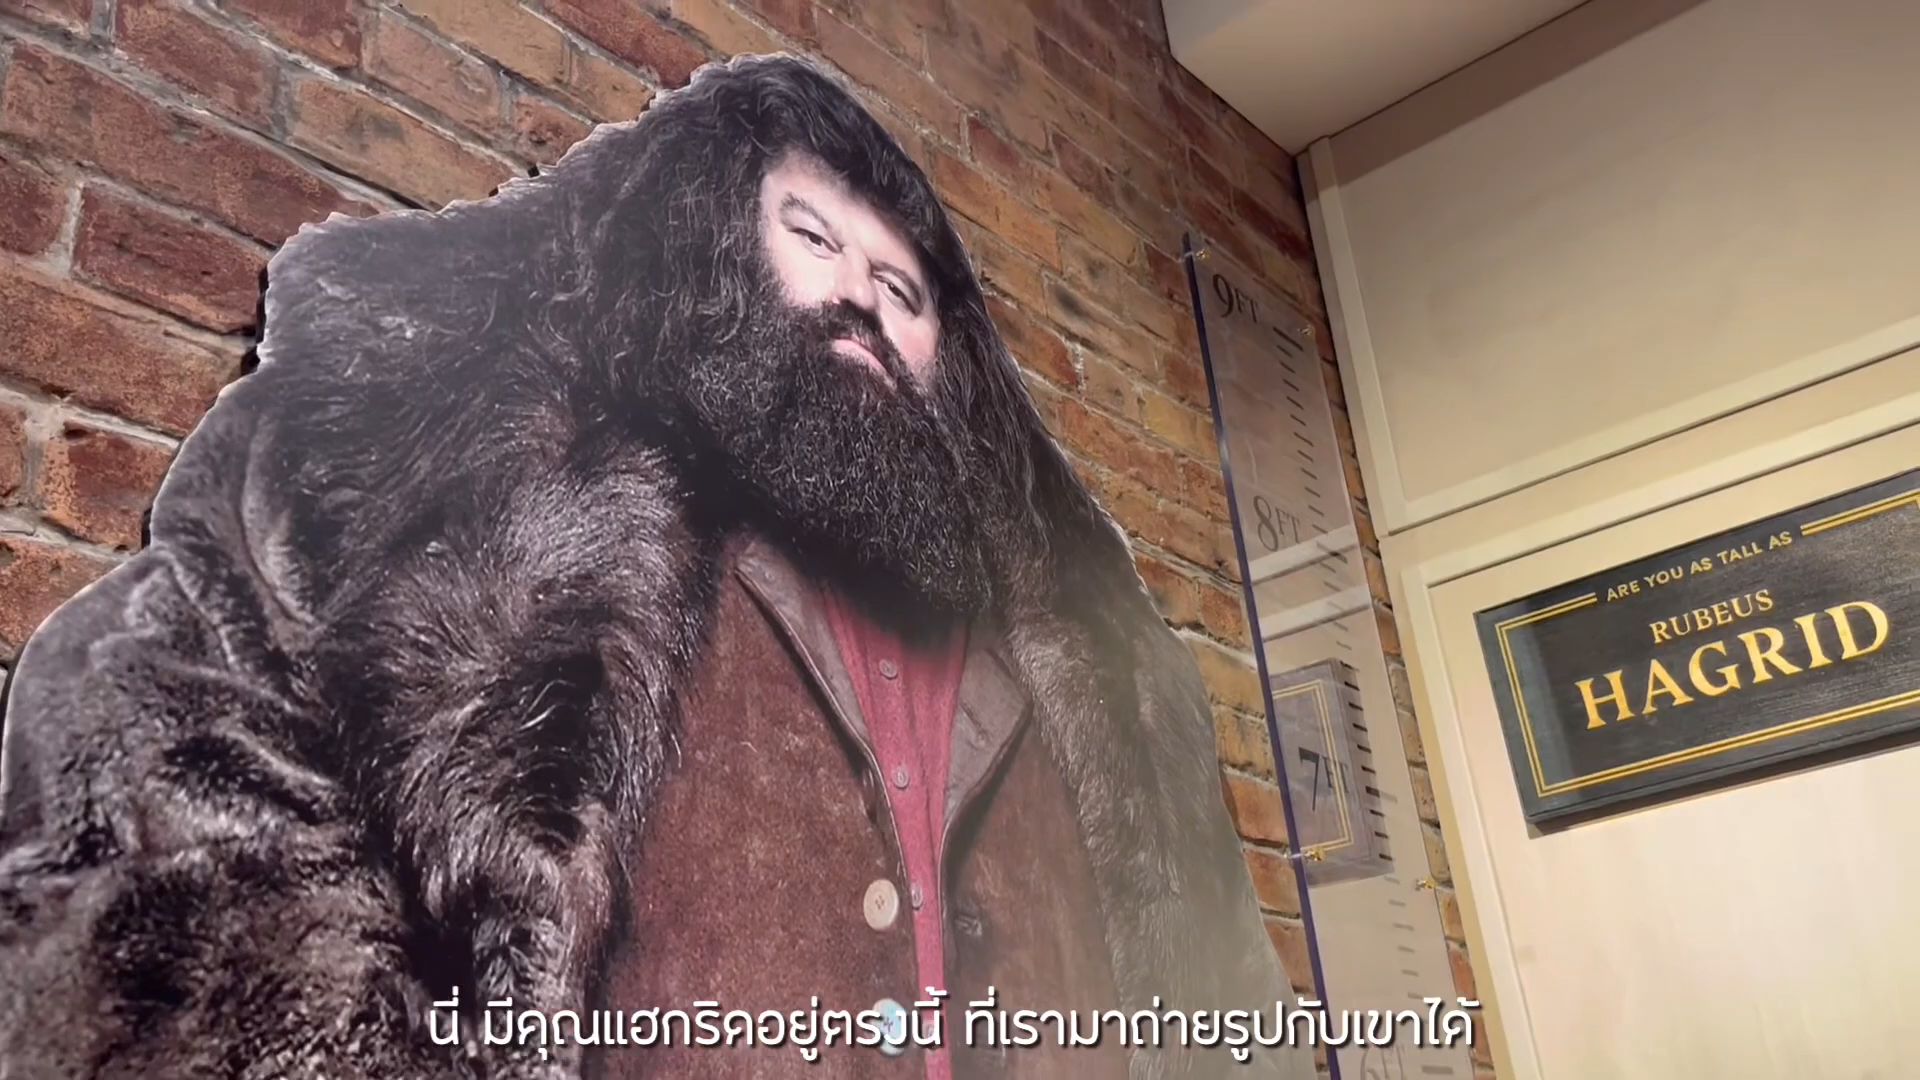 9FT
8FT
7FT
ARE YOU AS TALL AS
RUBEUS
HAGRID
นี่ มีคุณแฮกริดอยู่ตรงนี้ ที่เรามาถ่ายรูปกับเขาได้